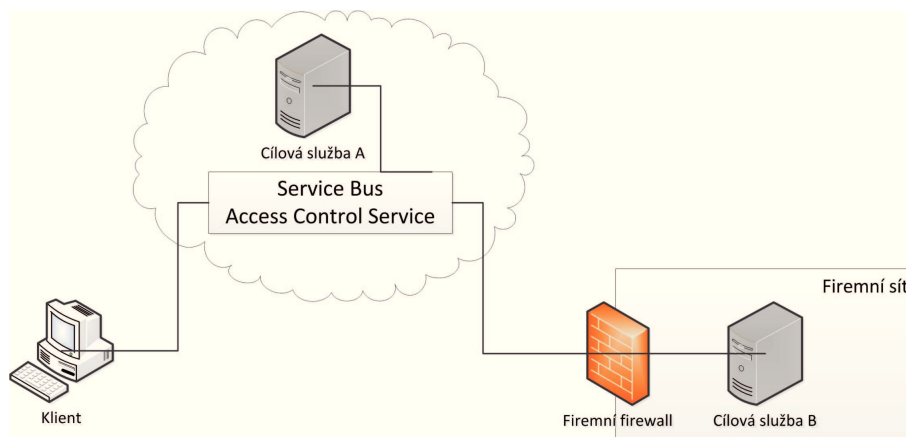 Cílová služba A
Service Bus
Access Control Service
Firemní sít
Klient
Firemní firewall
Cílová služba B